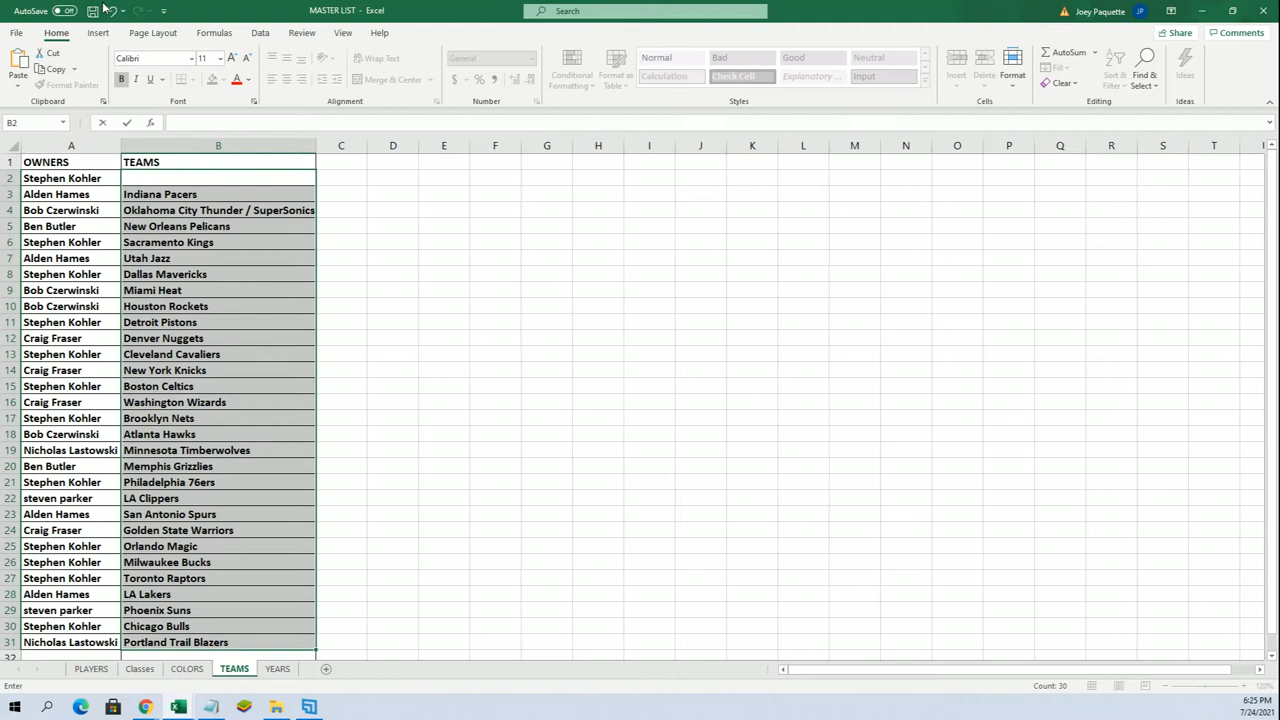 AutoSave Off MASTER LIST - Excel Search Joey Paquette JP
File Home Insert Page Layout Formulas Data Review View Help Share Comments
Paste Cut Copy Format Painter Clipboard
Calibri 11 A A B I U A Font
Wrap Text Merge & Center Alignment
General $ % Number
Conditional Formatting Format as Table
Normal Bad Good Neutral
Calculation Check Cell Explanatory ... Input
Styles
Insert Delete Format Cells
AutoSum Fill Clear Sort & Filter Find & Select Editing
Ideas Ideas
B2 fx
A B C D E F G H I J K L M N O P Q R S T
1 OWNERS TEAMS
2 Stephen Kohler
3 Alden Hames Indiana Pacers
4 Bob Czerwinski Oklahoma City Thunder / SuperSonics
5 Ben Butler New Orleans Pelicans
6 Stephen Kohler Sacramento Kings
7 Alden Hames Utah Jazz
8 Stephen Kohler Dallas Mavericks
9 Bob Czerwinski Miami Heat
10 Bob Czerwinski Houston Rockets
11 Stephen Kohler Detroit Pistons
12 Craig Fraser Denver Nuggets
13 Stephen Kohler Cleveland Cavaliers
14 Craig Fraser New York Knicks
15 Stephen Kohler Boston Celtics
16 Craig Fraser Washington Wizards
17 Stephen Kohler Brooklyn Nets
18 Bob Czerwinski Atlanta Hawks
19 Nicholas Lastowski Minnesota Timberwolves
20 Ben Butler Memphis Grizzlies
21 Stephen Kohler Philadelphia 76ers
22 steven parker LA Clippers
23 Alden Hames San Antonio Spurs
24 Craig Fraser Golden State Warriors
25 Stephen Kohler Orlando Magic
26 Stephen Kohler Milwaukee Bucks
27 Stephen Kohler Toronto Raptors
28 Alden Hames LA Lakers
29 steven parker Phoenix Suns
30 Stephen Kohler Chicago Bulls
31 Nicholas Lastowski Portland Trail Blazers
32
PLAYERS Classes COLORS TEAMS YEARS
Enter Count: 30 120%
6:25 PM
7/24/2021